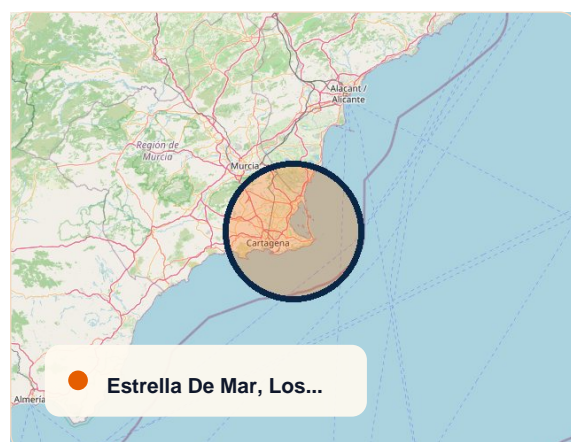 Alacant /
Alicante
Región de
Murcia
Murcia
Cartagena
Almería
Estrella De Mar, Los...